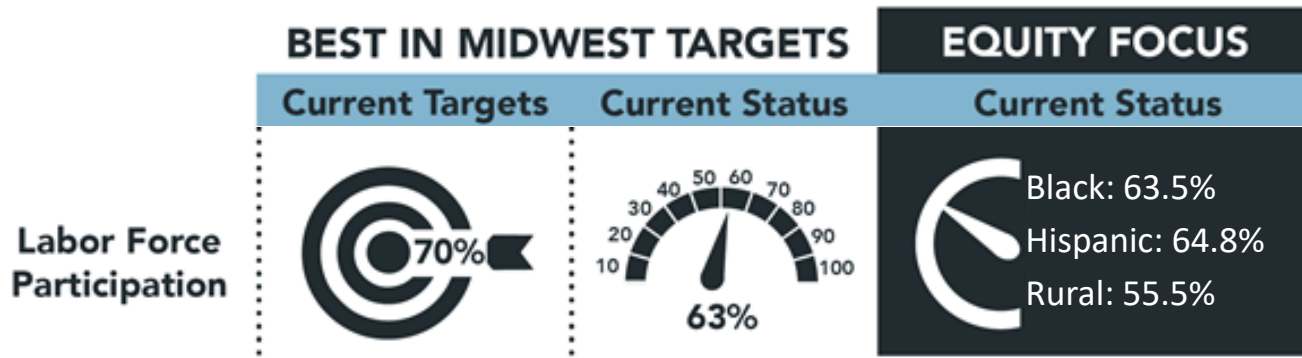 BEST IN MIDWEST TARGETS
EQUITY FOCUS
Current Targets
Current Status
Current Status
Labor Force
Participation
70%
10
20
30
40
50
60
70
80
90
100
63%
Black: 63.5%
Hispanic: 64.8%
Rural: 55.5%